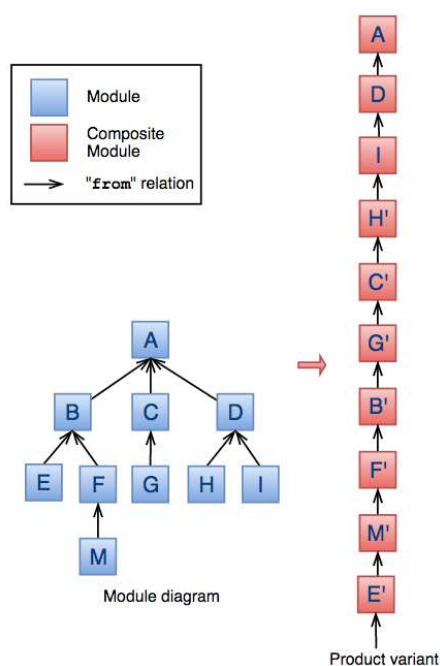 Module
Composite
Module
"from" relation
A
B C D
E F G H I
M
Module diagram
A
D
I
H'
C'
G'
B'
F'
M'
E'
Product variant